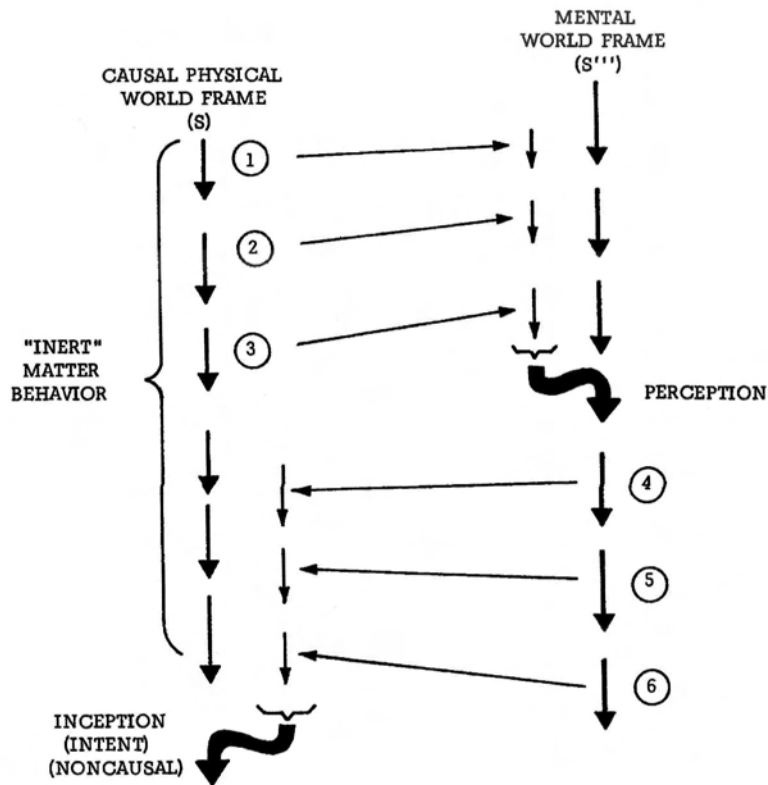 MENTAL
WORLD FRAME
(S''')
CAUSAL PHYSICAL
WORLD FRAME
(S)
1
2
3
"INERT"
MATTER
BEHAVIOR
PERCEPTION
4
5
6
INCEPTION
(INTENT)
(NONCAUSAL)